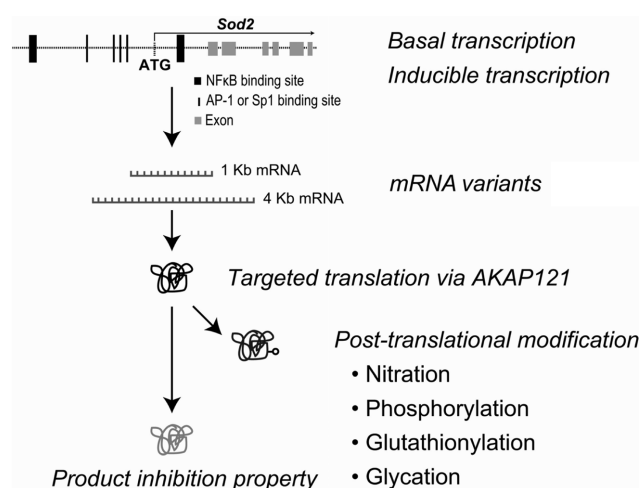 Sod2
ATG
NFκB binding site
AP-1 or Sp1 binding site
Exon
Basal transcription
Inducible transcription
1 Kb mRNA
4 Kb mRNA
mRNA variants
Targeted translation via AKAP121
Post-translational modification
• Nitration
• Phosphorylation
• Glutathionylation
• Glycation
Product inhibition property